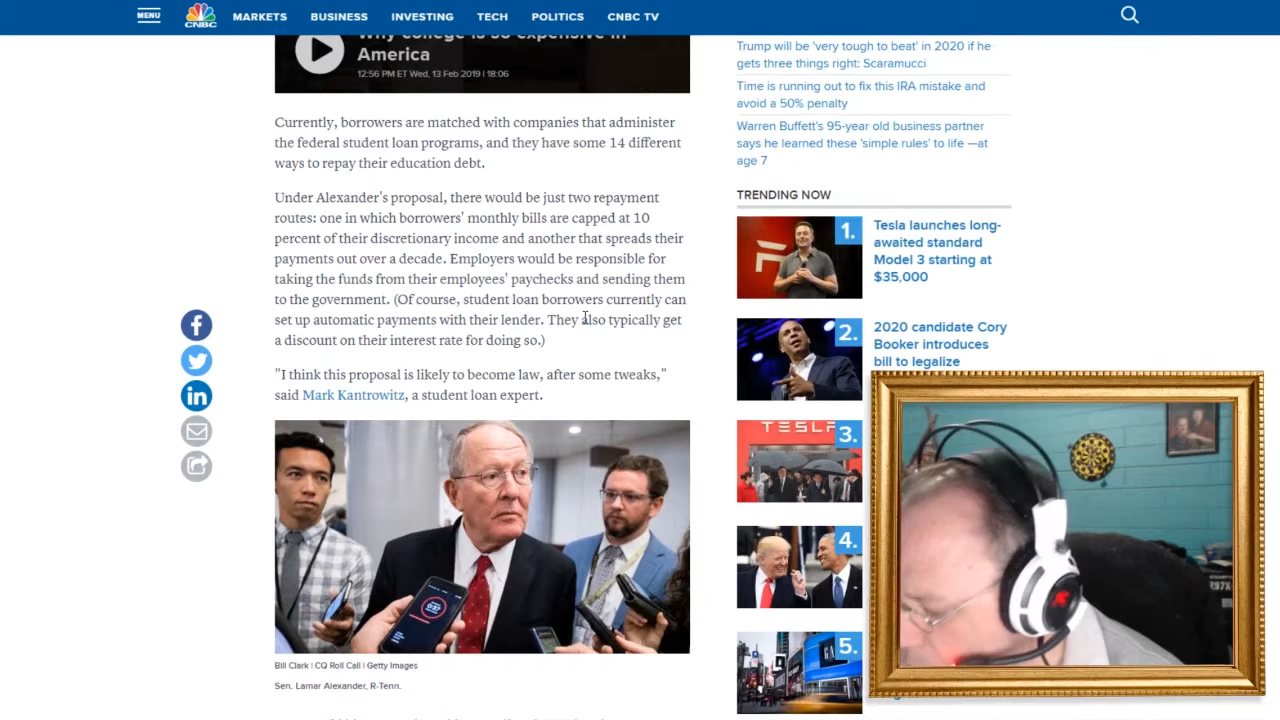 MENU
CNBC
MARKETS
BUSINESS
INVESTING
TECH
POLITICS
CNBC TV
Why college is so expensive in
America
12:56 PM ET Wed, 13 Feb 2019 | 18:06
Currently, borrowers are matched with companies that administer
the federal student loan programs, and they have some 14 different
ways to repay their education debt.
Under Alexander's proposal, there would be just two repayment
routes: one in which borrowers' monthly bills are capped at 10
percent of their discretionary income and another that spreads their
payments out over a decade. Employers would be responsible for
taking the funds from their employees' paychecks and sending them
to the government. (Of course, student loan borrowers currently can
set up automatic payments with their lender. They also typically get
a discount on their interest rate for doing so.)
"I think this proposal is likely to become law, after some tweaks,"
said Mark Kantrowitz, a student loan expert.
Bill Clark | CQ Roll Call | Getty Images
Sen. Lamar Alexander, R-Tenn.
Trump will be 'very tough to beat' in 2020 if he
gets three things right: Scaramucci
Time is running out to fix this IRA mistake and
avoid a 50% penalty
Warren Buffett's 95-year old business partner
says he learned these 'simple rules' to life —at
age 7
TRENDING NOW
1.
Tesla launches long-
awaited standard
Model 3 starting at
$35,000
2.
2020 candidate Cory
Booker introduces
bill to legalize
3.
TESLA
4.
5.